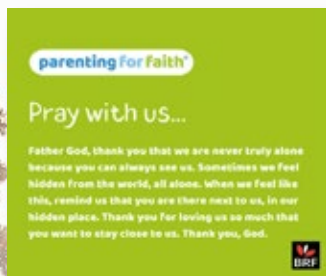 parenting for faith®
Pray with us...
Father God, thank you that we are never truly alone
because you can always see us. Sometimes we feel
hidden from the world, all alone. When we feel like
this, remind us that you are there next to us, in our
hidden place. Thank you for loving us so much that
you want to stay close to us. Thank you, God.
BRF